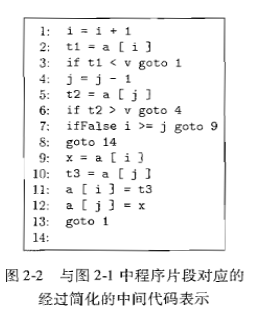 1: i = i + 1
2: t1 = a [ i ]
3: if t1 < v goto 1
4: j = j - 1
5: t2 = a [ j ]
6: if t2 > v goto 4
7: ifFalse i >= j goto 9
8: goto 14
9: x = a [ i ]
10: t3 = a [ j ]
11: a [ i ] = t3
12: a [ j ] = x
13: goto 1
14:
图 2-2 与图 2-1 中程序片段对应的
经过简化的中间代码表示